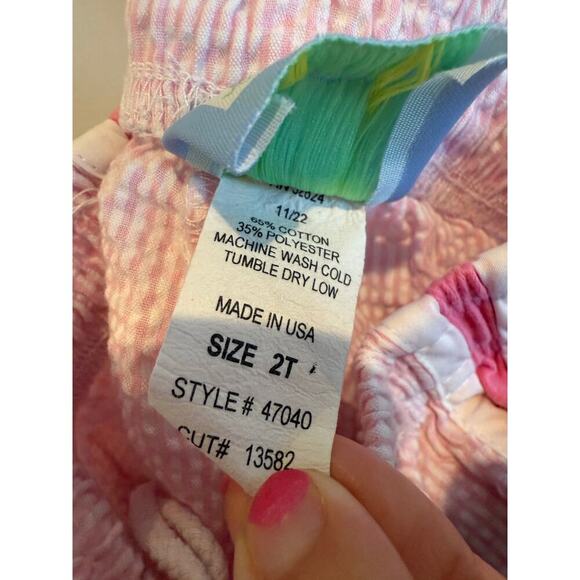 32824
11/22
65% COTTON
35% POLYESTER
MACHINE WASH COLD
TUMBLE DRY LOW
MADE IN USA
SIZE 2T
STYLE# 47040
CUT# 13582